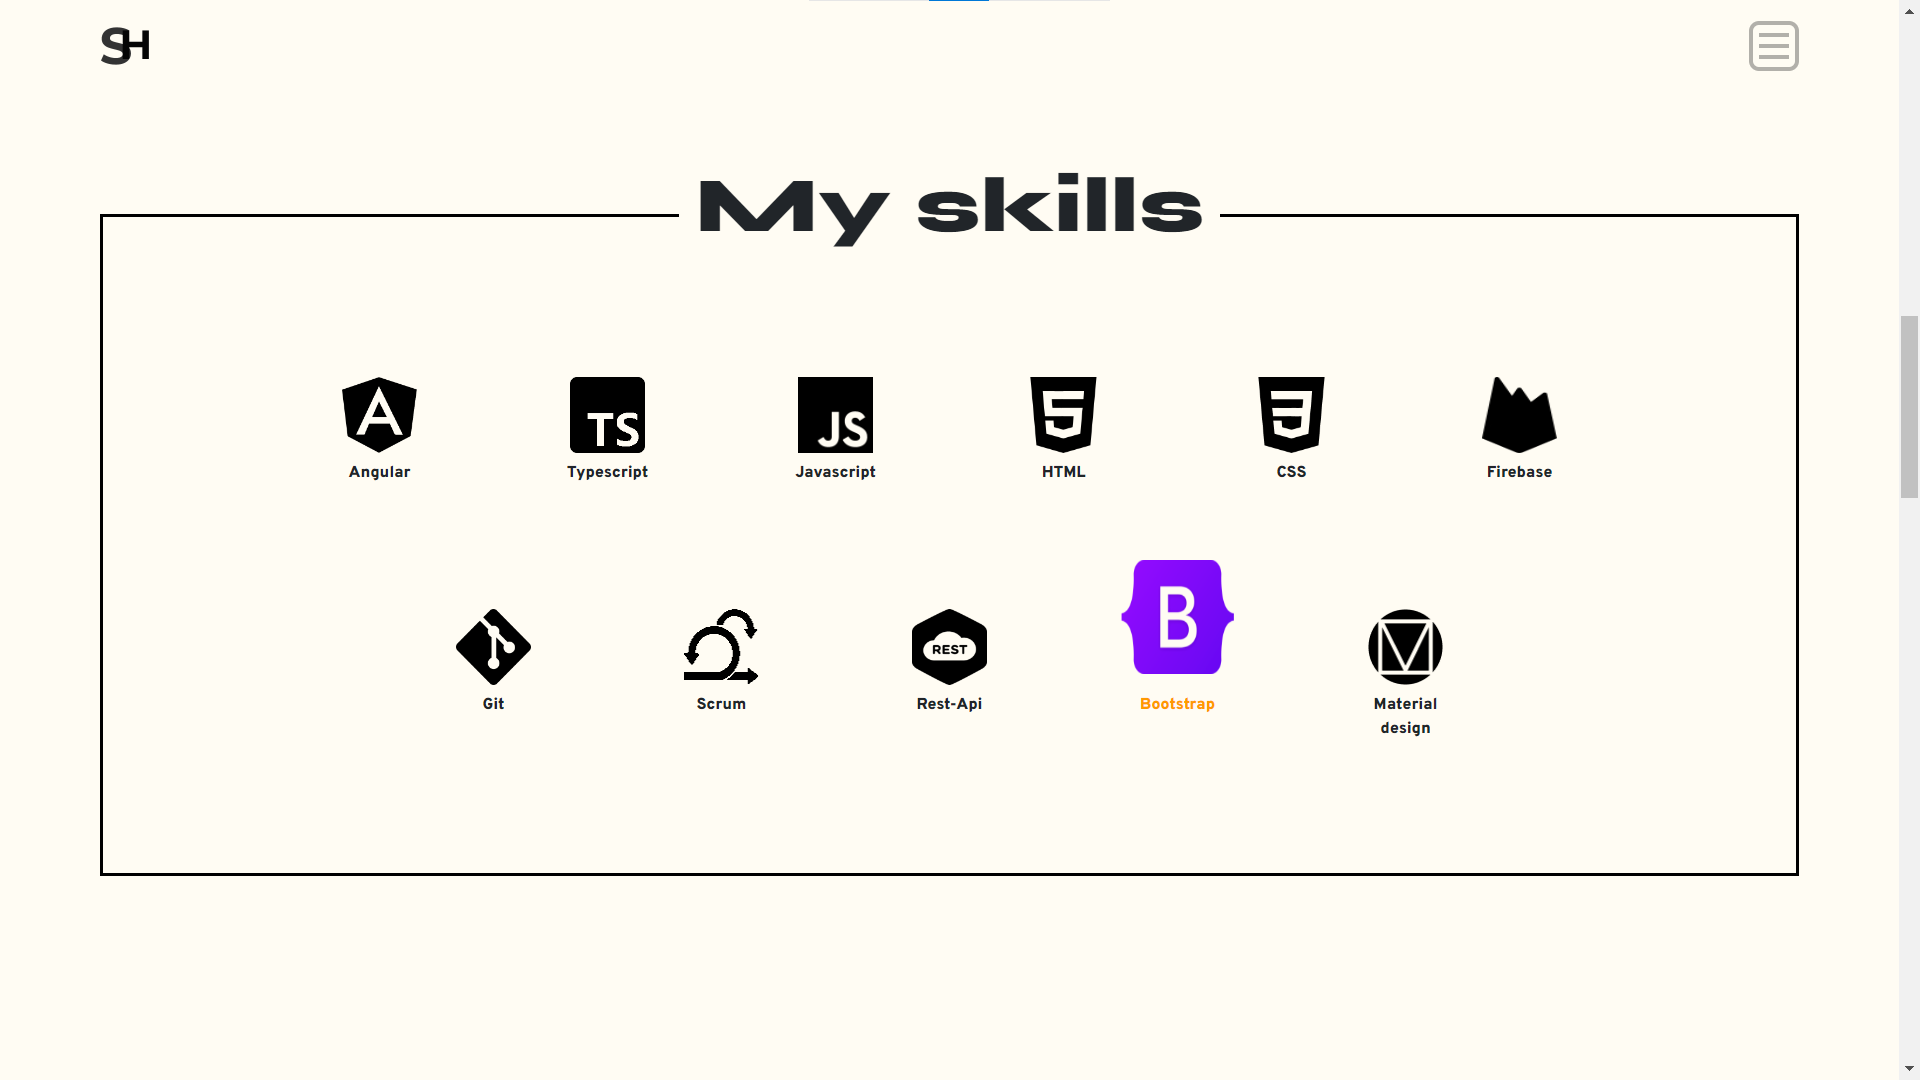 SH
My skills
TS
JS
Angular
Typescript
Javascript
HTML
CSS
Firebase
REST
B
Git
Scrum
Rest-Api
Bootstrap
Material
design